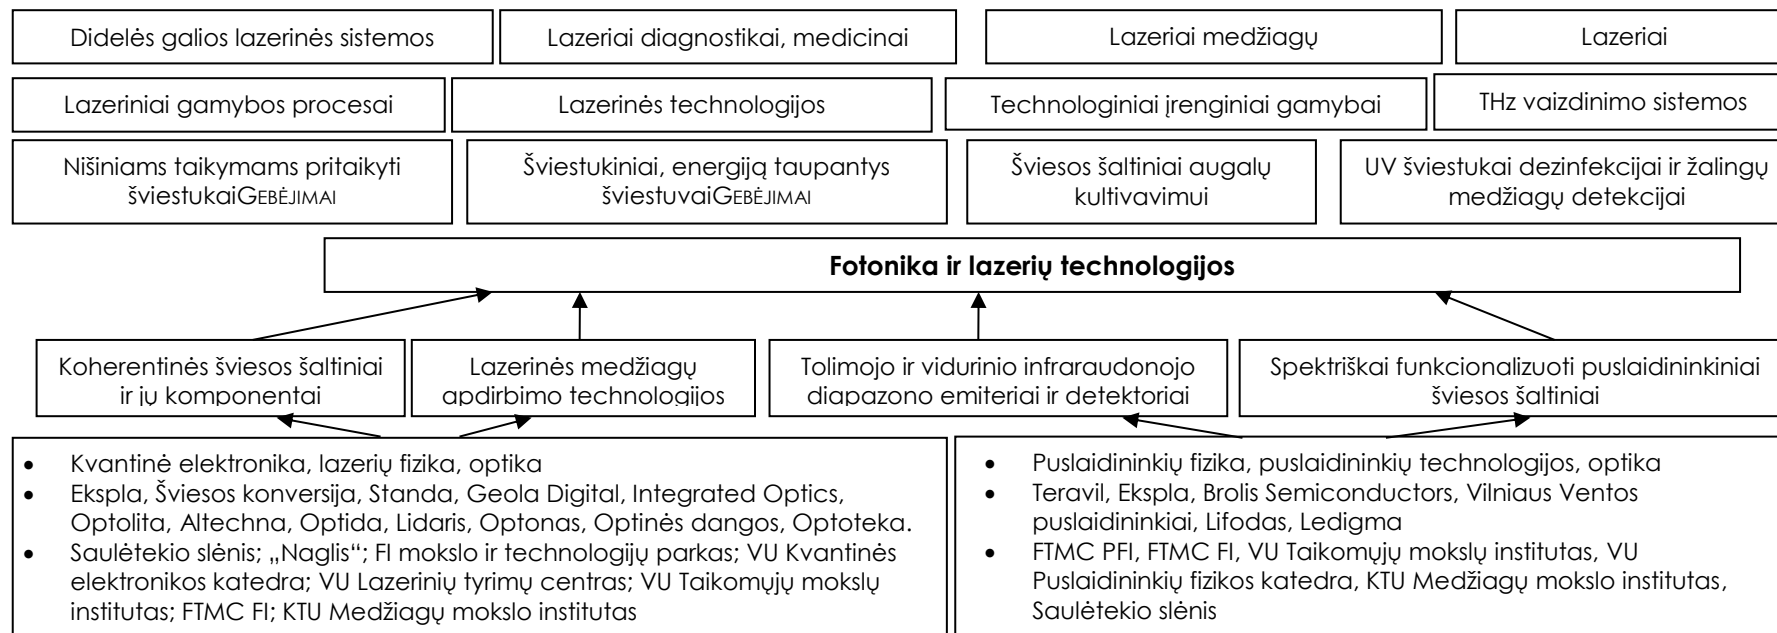 Didelės galios lazerinės sistemos
Lazeriai diagnostikai, medicinai
Lazeriai medžiagų
Lazeriai
Lazeriniai gamybos procesai
Lazerinės technologijos
Technologiniai įrenginiai gamybai
THz vaizdinimo sistemos
Nišiniams taikymams pritaikyti
šviestukaiGEBĖJIMAI
Šviestukiniai, energiją taupantys
šviestuvaiGEBĖJIMAI
Šviesos šaltiniai augalų
kultivavimui
UV šviestukai dezinfekcijai ir žalingų
medžiagų detekcijai
Fotonika ir lazerių technologijos
Koherentinės šviesos šaltiniai
ir jų komponentai
Lazerinės medžiagų
apdirbimo technologijos
Tolimojo ir vidurinio infraraudonojo
diapazono emiteriai ir detektoriai
Spektriškai funkcionalizuoti puslaidininkiniai
šviesos šaltiniai
• Kvantinė elektronika, lazerių fizika, optika
• Ekspla, Šviesos konversija, Standa, Geola Digital, Integrated Optics,
Optolita, Altechna, Optida, Lidaris, Optonas, Optinės dangos, Optoteka.
• Saulėtekio slėnis; „Naglis“; FI mokslo ir technologijų parkas; VU Kvantinės
elektronikos katedra; VU Lazerinių tyrimų centras; VU Taikomųjų mokslų
institutas; FTMC FI; KTU Medžiagų mokslo institutas
• Puslaidininkių fizika, puslaidininkių technologijos, optika
• Teravil, Ekspla, Brolis Semiconductors, Vilniaus Ventos
puslaidininkiai, Lifodas, Ledigma
• FTMC PFI, FTMC FI, VU Taikomųjų mokslų institutas, VU
Puslaidininkių fizikos katedra, KTU Medžiagų mokslo institutas,
Saulėtekio slėnis